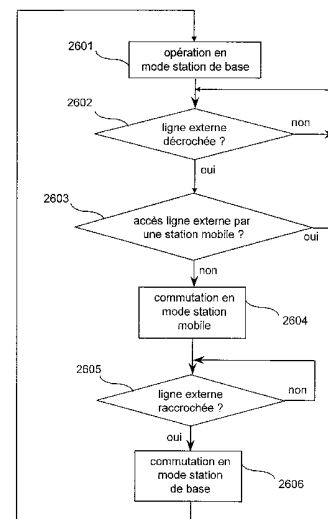 2601
opération en
mode station de base
2602
ligne externe
décrochée ?
non
oui
2603
accès ligne externe par
une station mobile ?
oui
non
commutation en
mode station
mobile
2604
2605
ligne externe
raccrochée ?
non
oui
commutation en
mode station
de base
2606